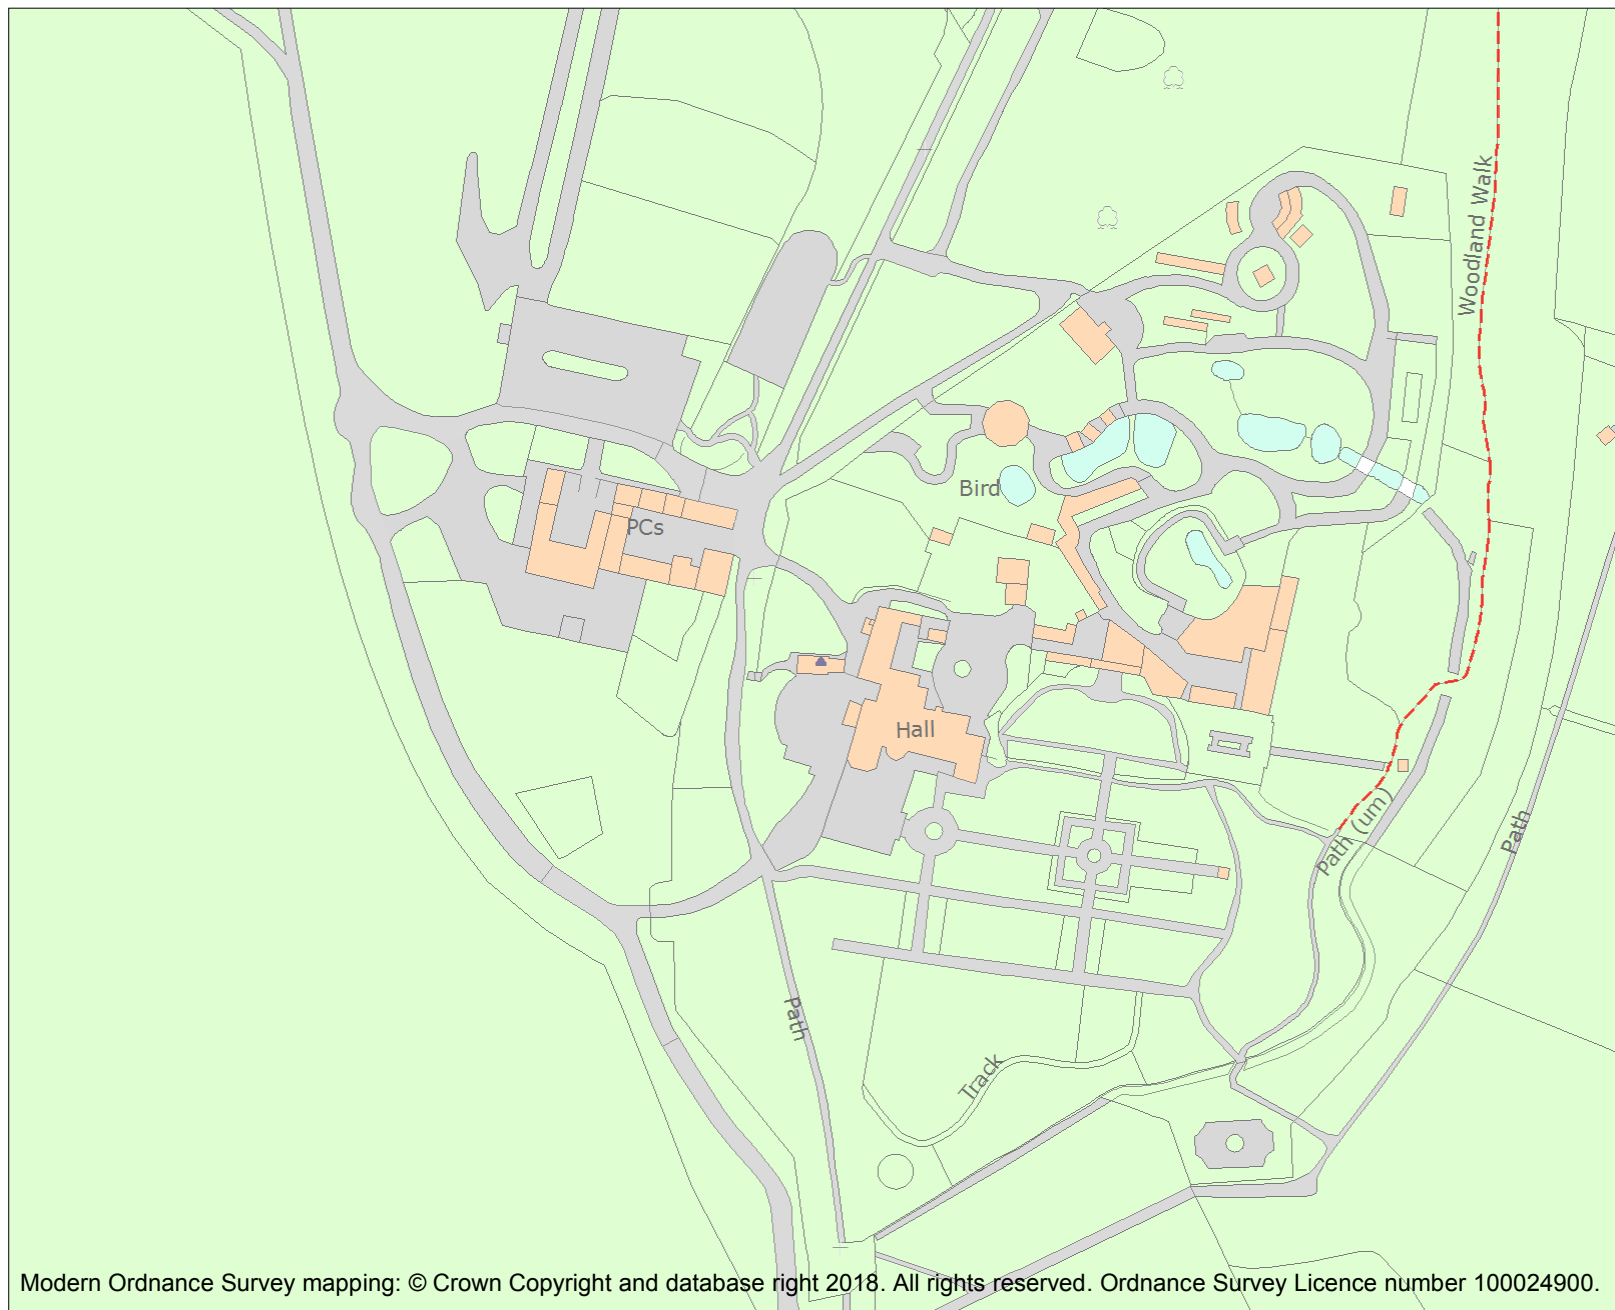 Woodland Walk
Bird
PCs
Hall
Path (um)
Path
Path
Track
Modern Ordnance Survey mapping: © Crown Copyright and database right 2018. All rights reserved. Ordnance Survey Licence number 100024900.